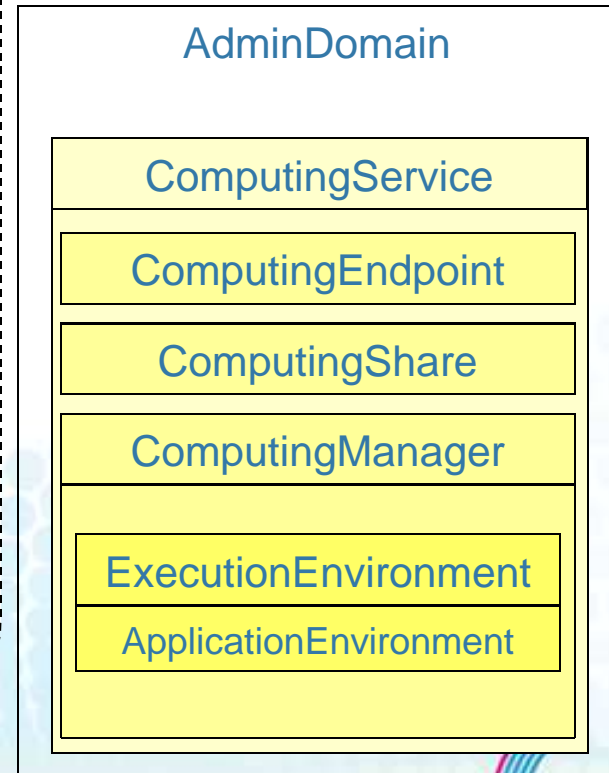 AdminDomain
ComputingService
ComputingEndpoint
ComputingShare
ComputingManager
ExecutionEnvironment
ApplicationEnvironment